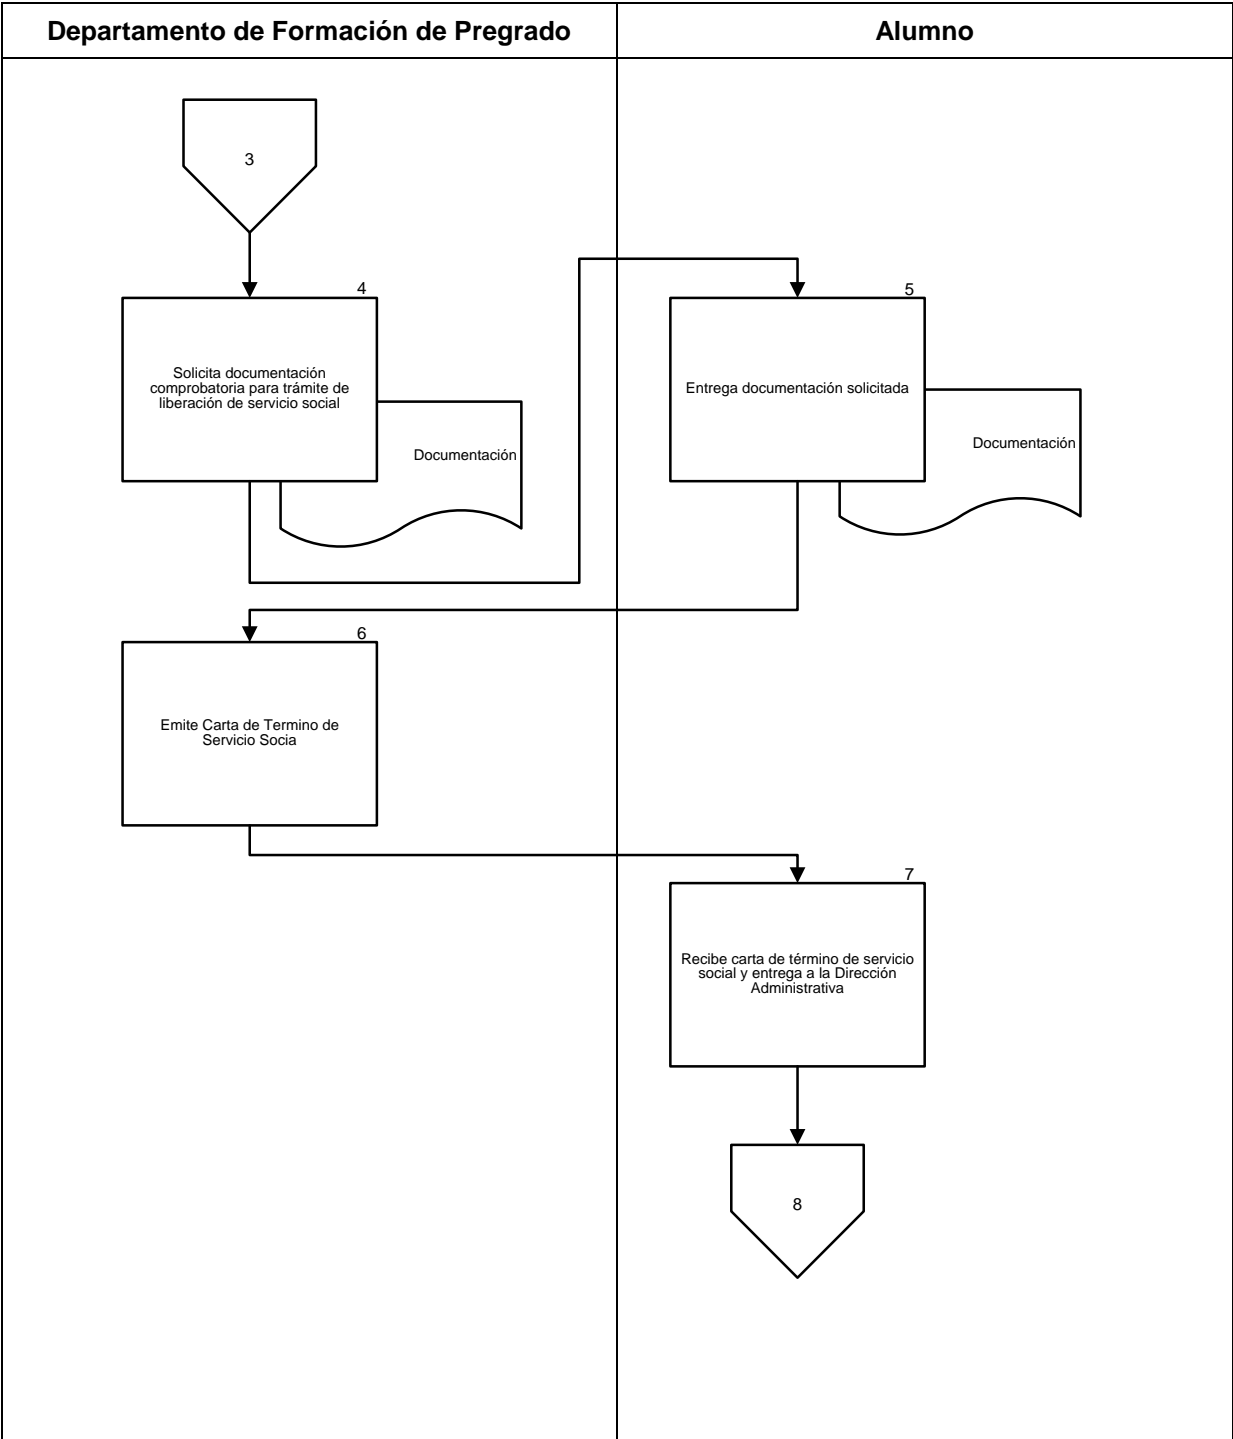 Departamento de Formación de Pregrado
Alumno
3
4
Solicita documentación
comprobatoria para trámite de
liberación de servicio social
Documentación
5
Entrega documentación solicitada
Documentación
6
Emite Carta de Termino de
Servicio Socia
7
Recibe carta de término de servicio
social y entrega a la Dirección
Administrativa
8